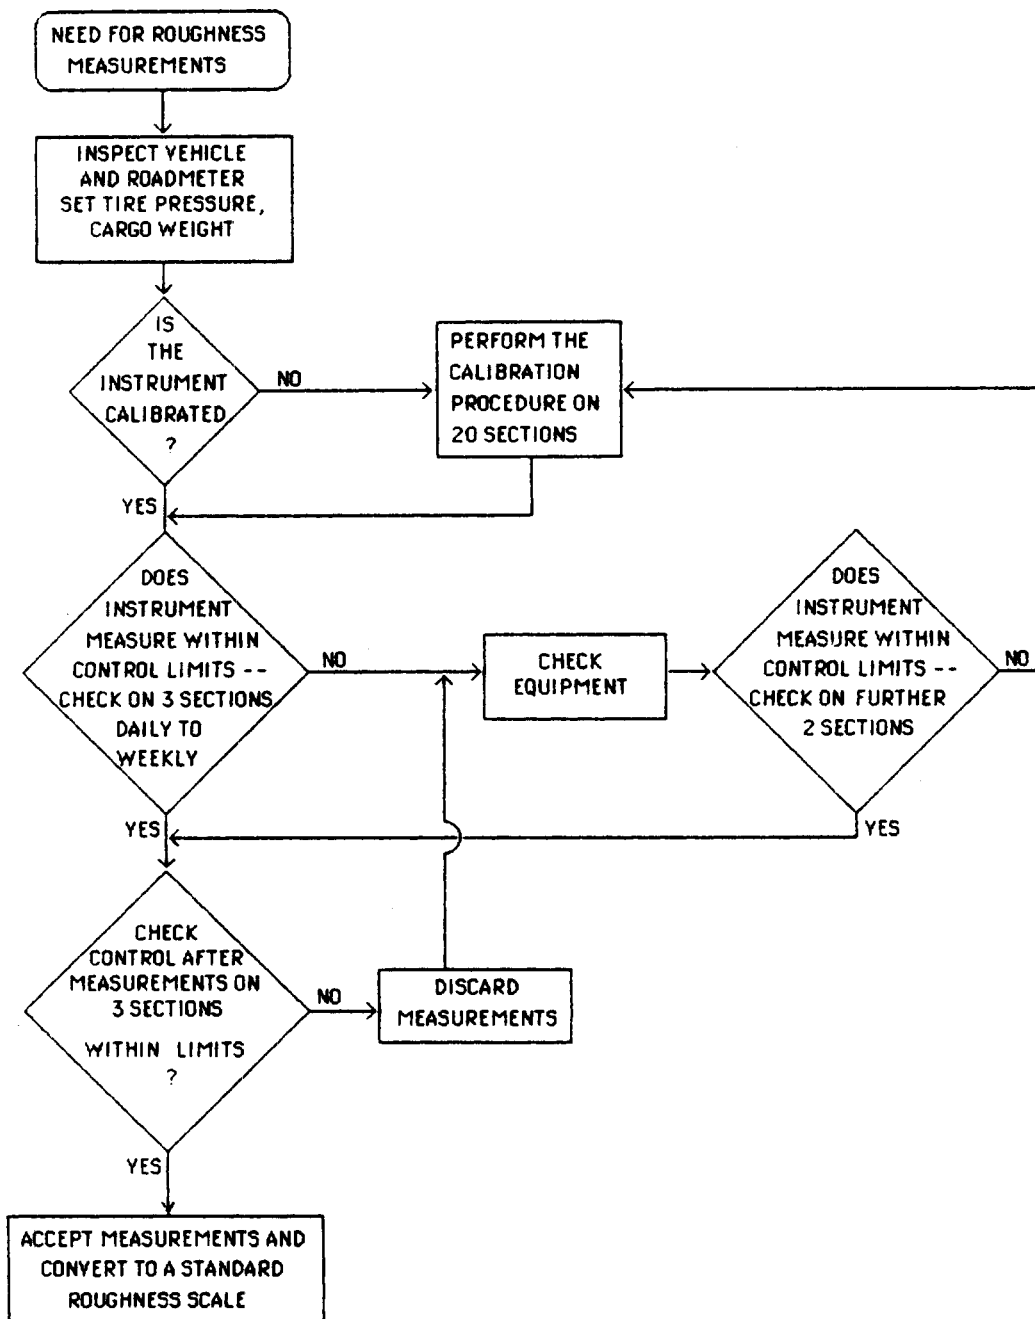 NEED FOR ROUGHNESS
MEASUREMENTS
INSPECT VEHICLE
AND ROADMETER
SET TIRE PRESSURE,
CARGO WEIGHT
IS
THE
INSTRUMENT
CALIBRATED
?
NO
PERFORM THE
CALIBRATION
PROCEDURE ON
20 SECTIONS
YES
DOES
INSTRUMENT
MEASURE WITHIN
CONTROL LIMITS --
CHECK ON 3 SECTIONS
DAILY TO
WEEKLY
NO
CHECK
EQUIPMENT
DOES
INSTRUMENT
MEASURE WITHIN
CONTROL LIMITS --
CHECK ON FURTHER
2 SECTIONS
NO
YES
YES
CHECK
CONTROL AFTER
MEASUREMENTS ON
3 SECTIONS
WITHIN LIMITS
?
NO
DISCARD
MEASUREMENTS
YES
ACCEPT MEASUREMENTS AND
CONVERT TO A STANDARD
ROUGHNESS SCALE